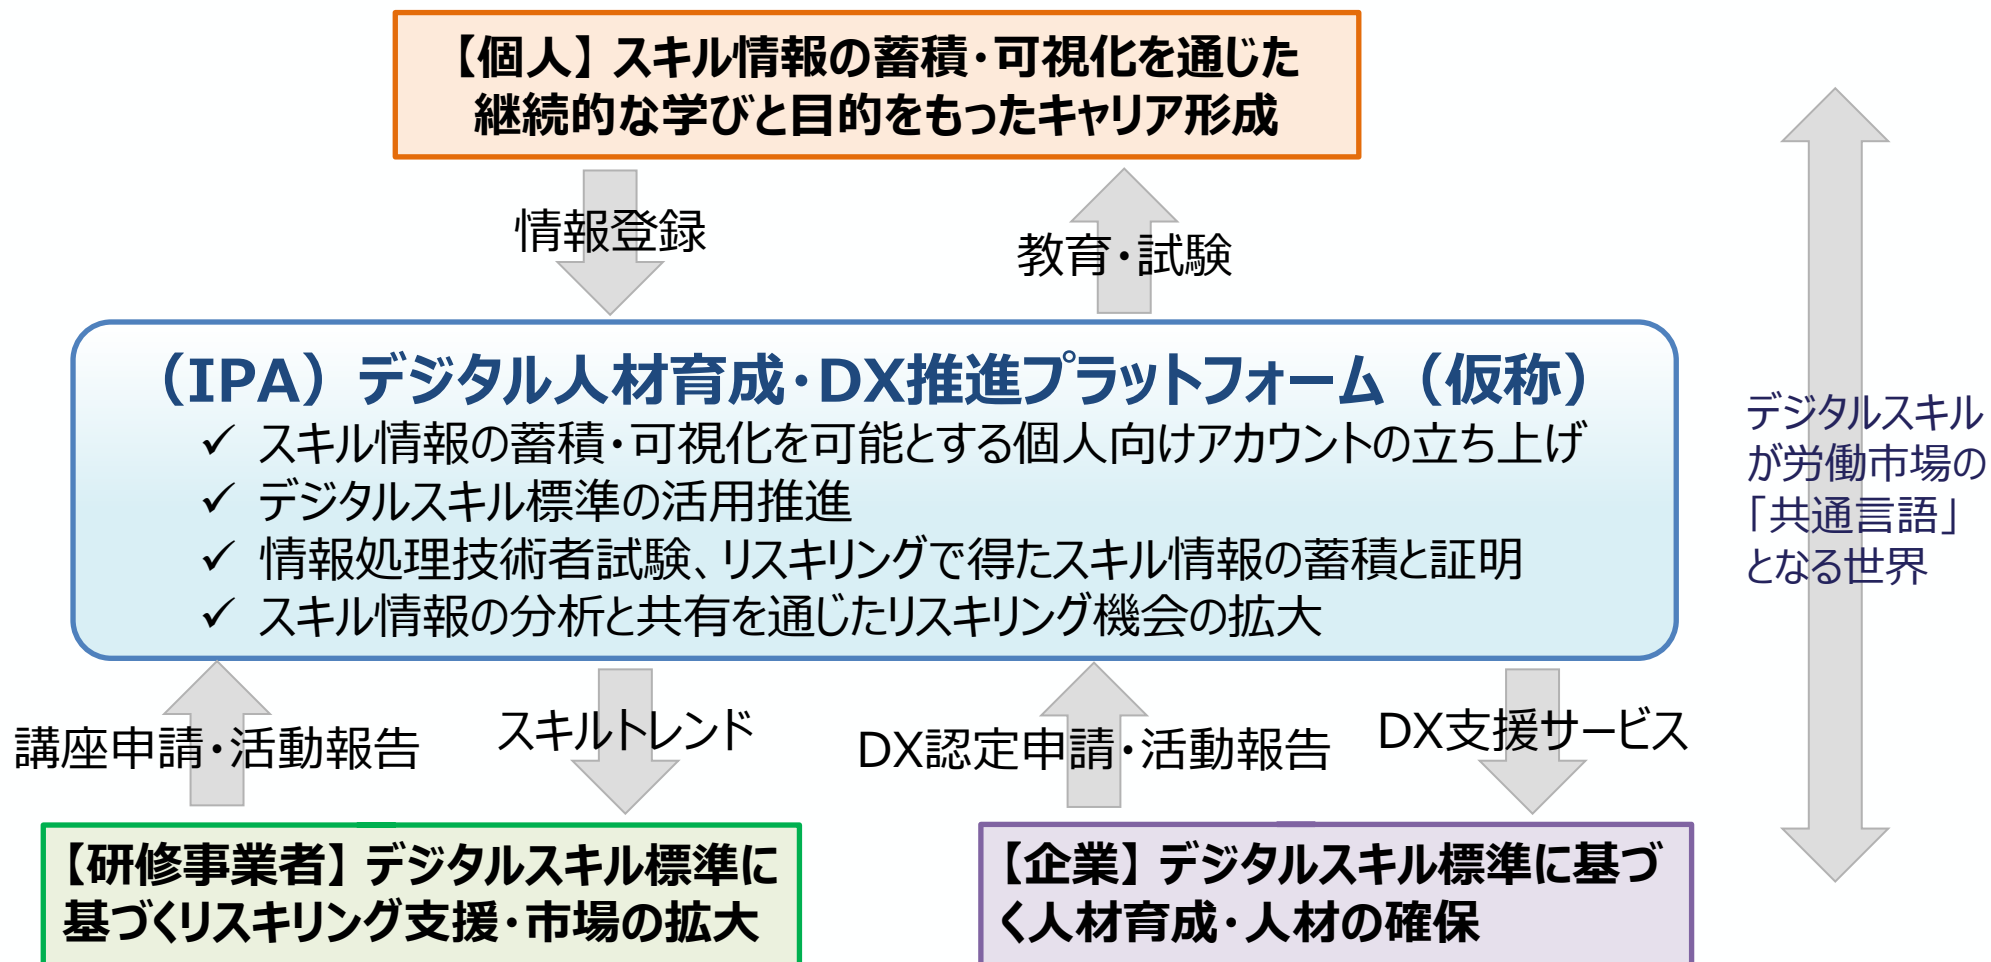 【個人】スキル情報の蓄積・可視化を通じた
継続的な学びと目的をもったキャリア形成
情報登録
教育・試験
（IPA）デジタル人材育成・DX推進プラットフォーム（仮称）
✓ スキル情報の蓄積・可視化を可能とする個人向けアカウントの立ち上げ
✓ デジタルスキル標準の活用推進
✓ 情報処理技術者試験、リスキリングで得たスキル情報の蓄積と証明
✓ スキル情報の分析と共有を通じたリスキリング機会の拡大
デジタルスキル
が労働市場の
「共通言語」
となる世界
講座申請・活動報告
スキルトレンド
DX認定申請・活動報告
DX支援サービス
【研修事業者】デジタルスキル標準に
基づくリスキリング支援・市場の拡大
【企業】デジタルスキル標準に基づ
く人材育成・人材の確保